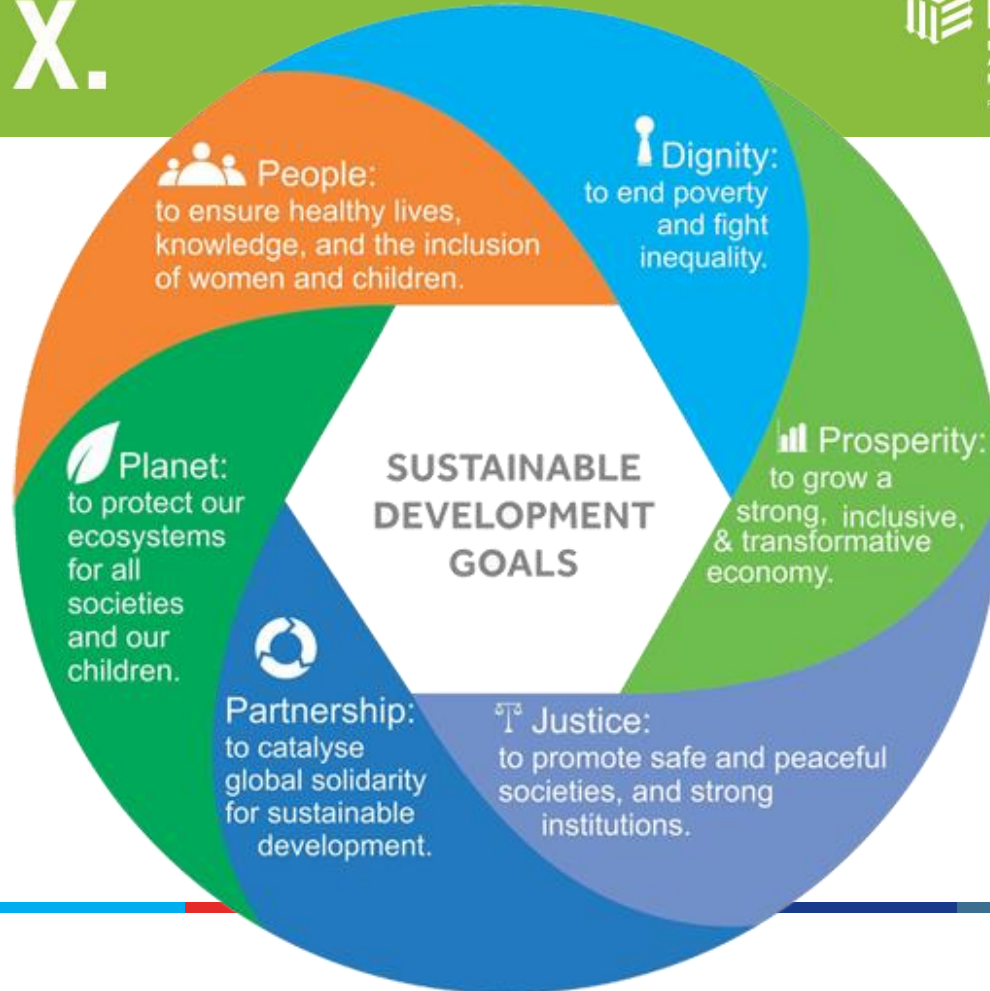 X.
Dignity:
to end poverty
and fight
inequality.
People:
to ensure healthy lives,
knowledge, and the inclusion
of women and children.
Prosperity:
to grow a
strong, inclusive,
& transformative
economy.
Planet:
to protect our
ecosystems
for all
societies
and our
children.
SUSTAINABLE
DEVELOPMENT
GOALS
Partnership:
to catalyse
global solidarity
for sustainable
development.
Justice:
to promote safe and peaceful
societies, and strong
institutions.